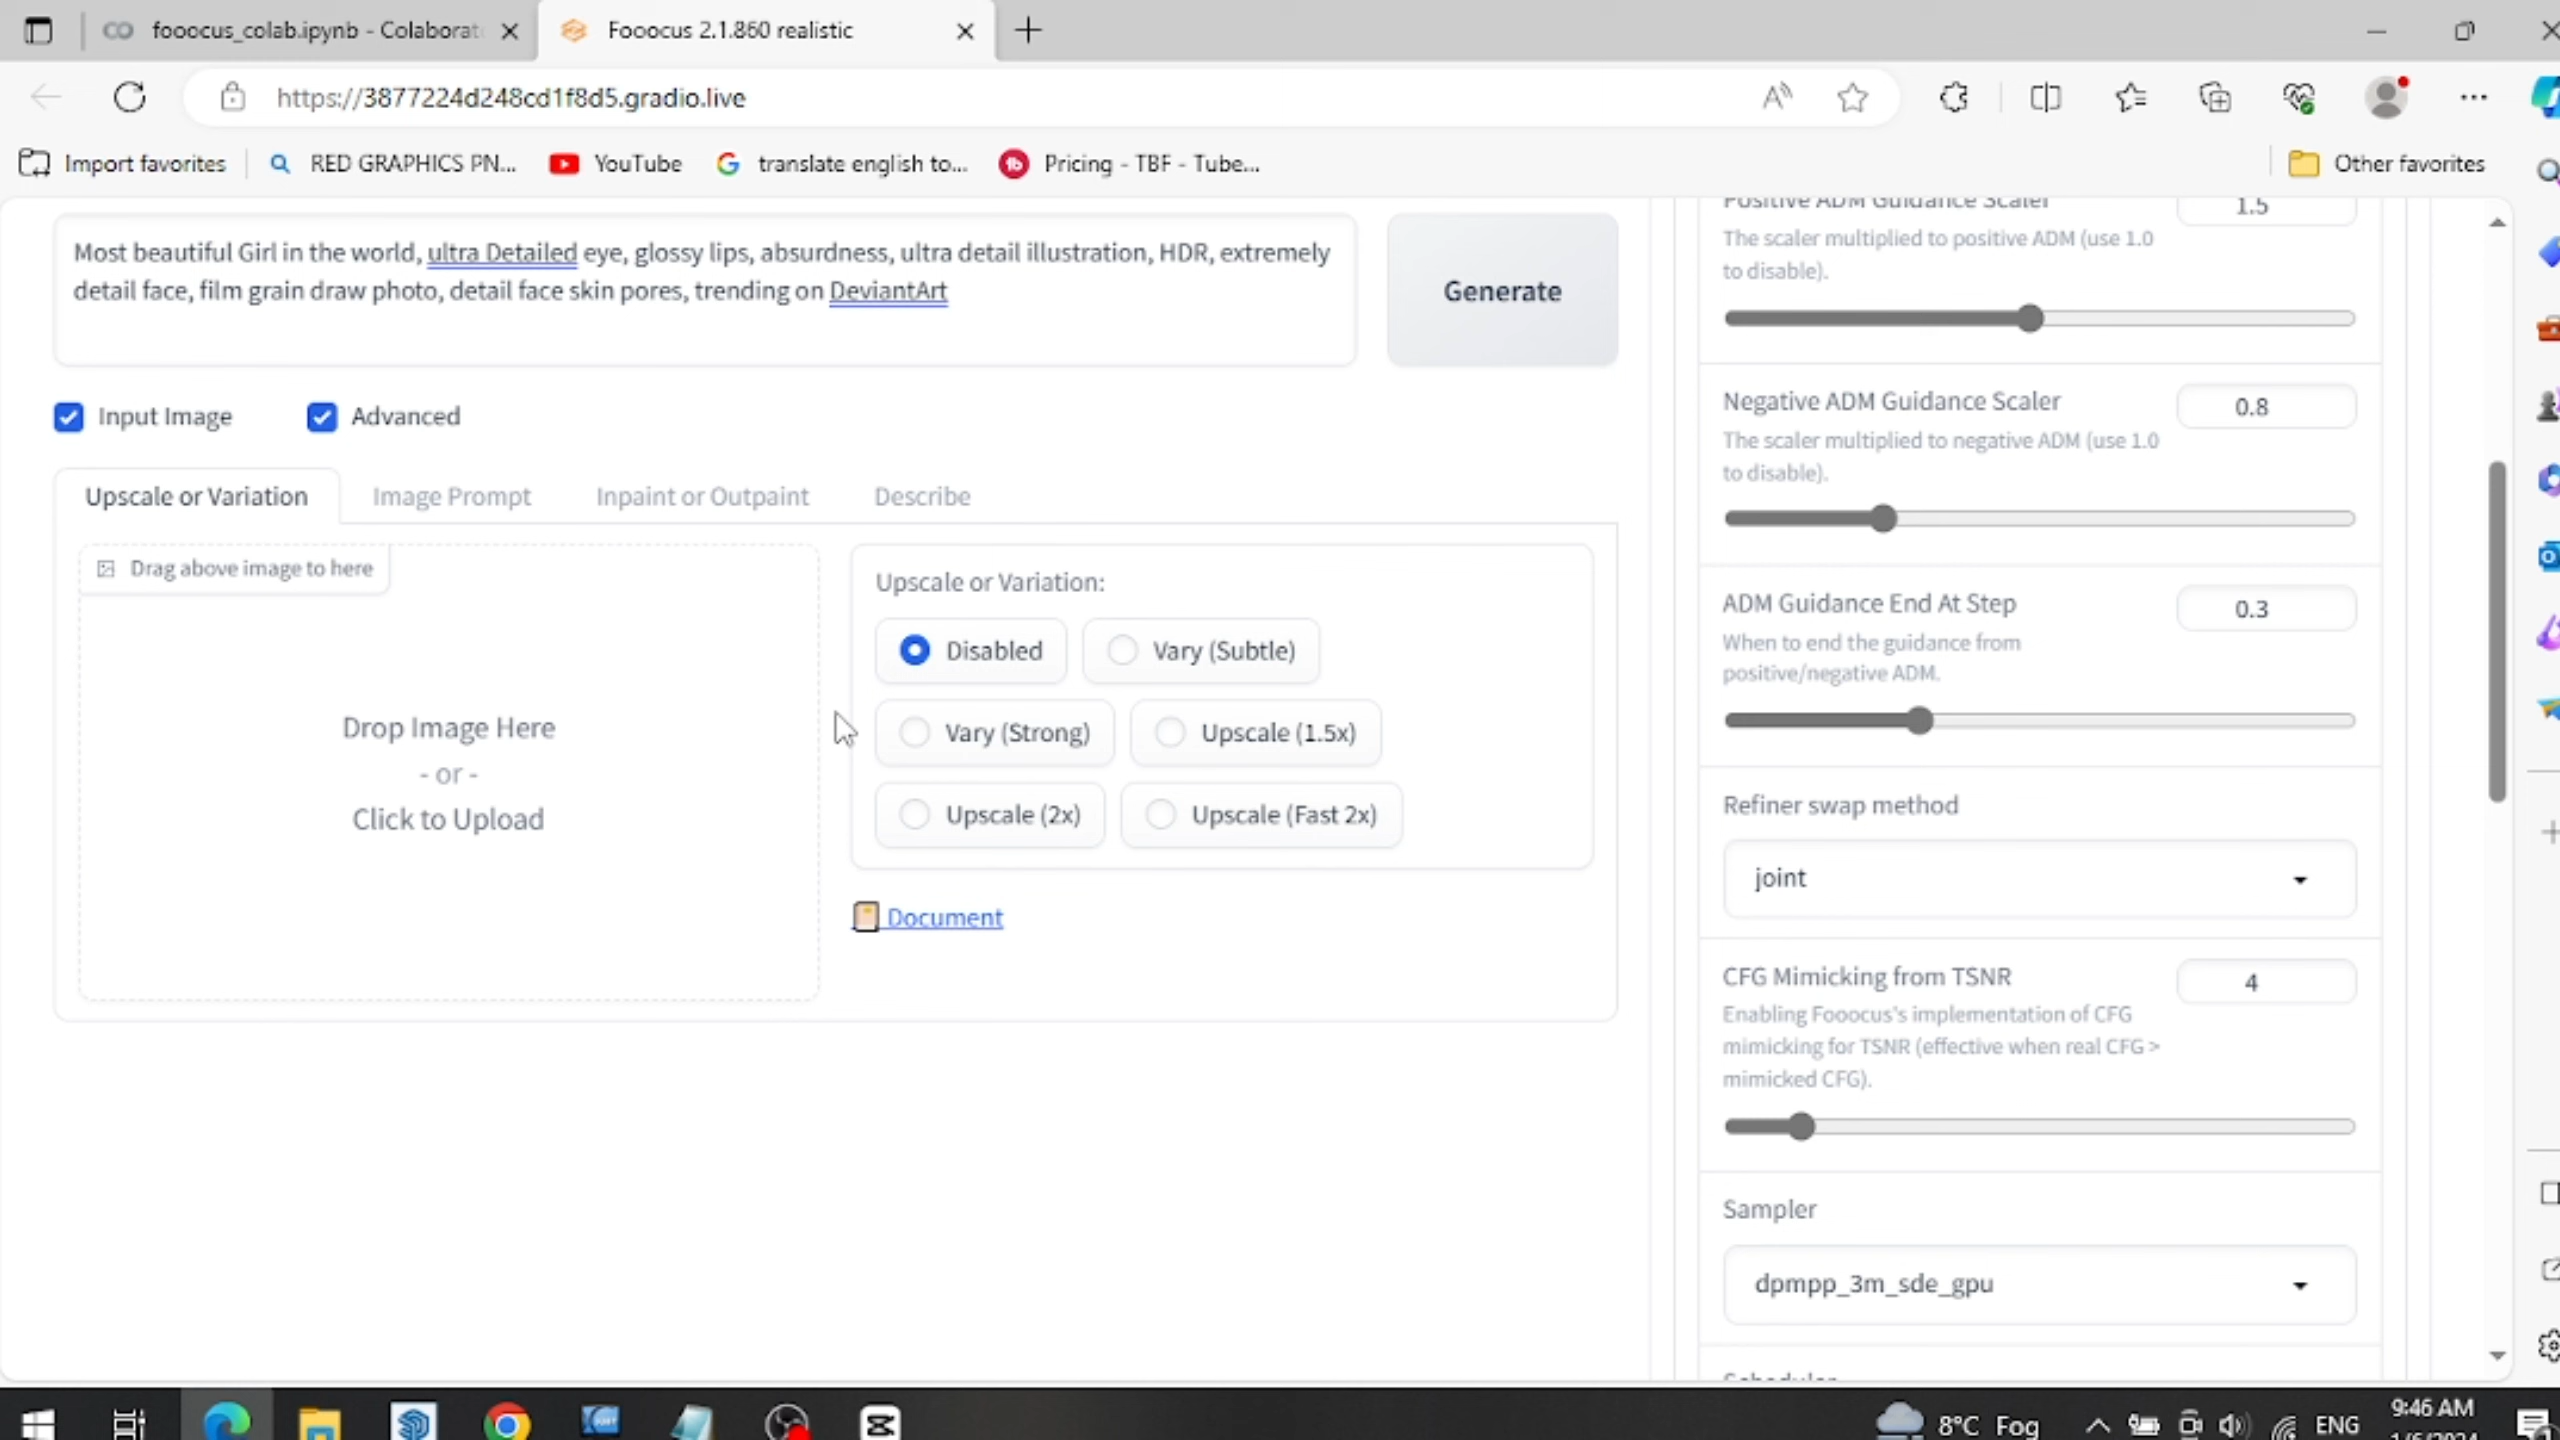 fooocus_colab.ipynb - Colaborat
Fooocus 2.1.860 realistic
https://3877224d248cd1f8d5.gradio.live
Import favorites
RED GRAPHICS PN...
YouTube
translate english to...
Pricing - TBF - Tube...
Other favorites
Most beautiful Girl in the world, ultra Detailed eye, glossy lips, absurdness, ultra detail illustration, HDR, extremely
detail face, film grain draw photo, detail face skin pores, trending on DeviantArt
Generate
Input Image
Advanced
Upscale or Variation
Image Prompt
Inpaint or Outpaint
Describe
Drag above image to here
Drop Image Here
- or -
Click to Upload
Upscale or Variation:
Disabled
Vary (Subtle)
Vary (Strong)
Upscale (1.5x)
Upscale (2x)
Upscale (Fast 2x)
Document
Positive ADM Guidance Scaler
1.5
The scaler multiplied to positive ADM (use 1.0
to disable).
Negative ADM Guidance Scaler
0.8
The scaler multiplied to negative ADM (use 1.0
to disable).
ADM Guidance End At Step
0.3
When to end the guidance from
positive/negative ADM.
Refiner swap method
joint
CFG Mimicking from TSNR
4
Enabling Fooocus's implementation of CFG
mimicking for TSNR (effective when real CFG >
mimicked CFG).
Sampler
dpmpp_3m_sde_gpu
8°C Fog
ENG
9:46 AM